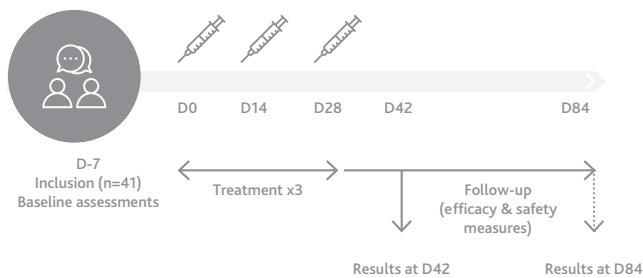 D0
D14
D28
D42
D84
D-7
Inclusion (n=41)
Baseline assessments
Treatment x3
Follow-up
(efficacy & safety
measures)
Results at D42
Results at D84